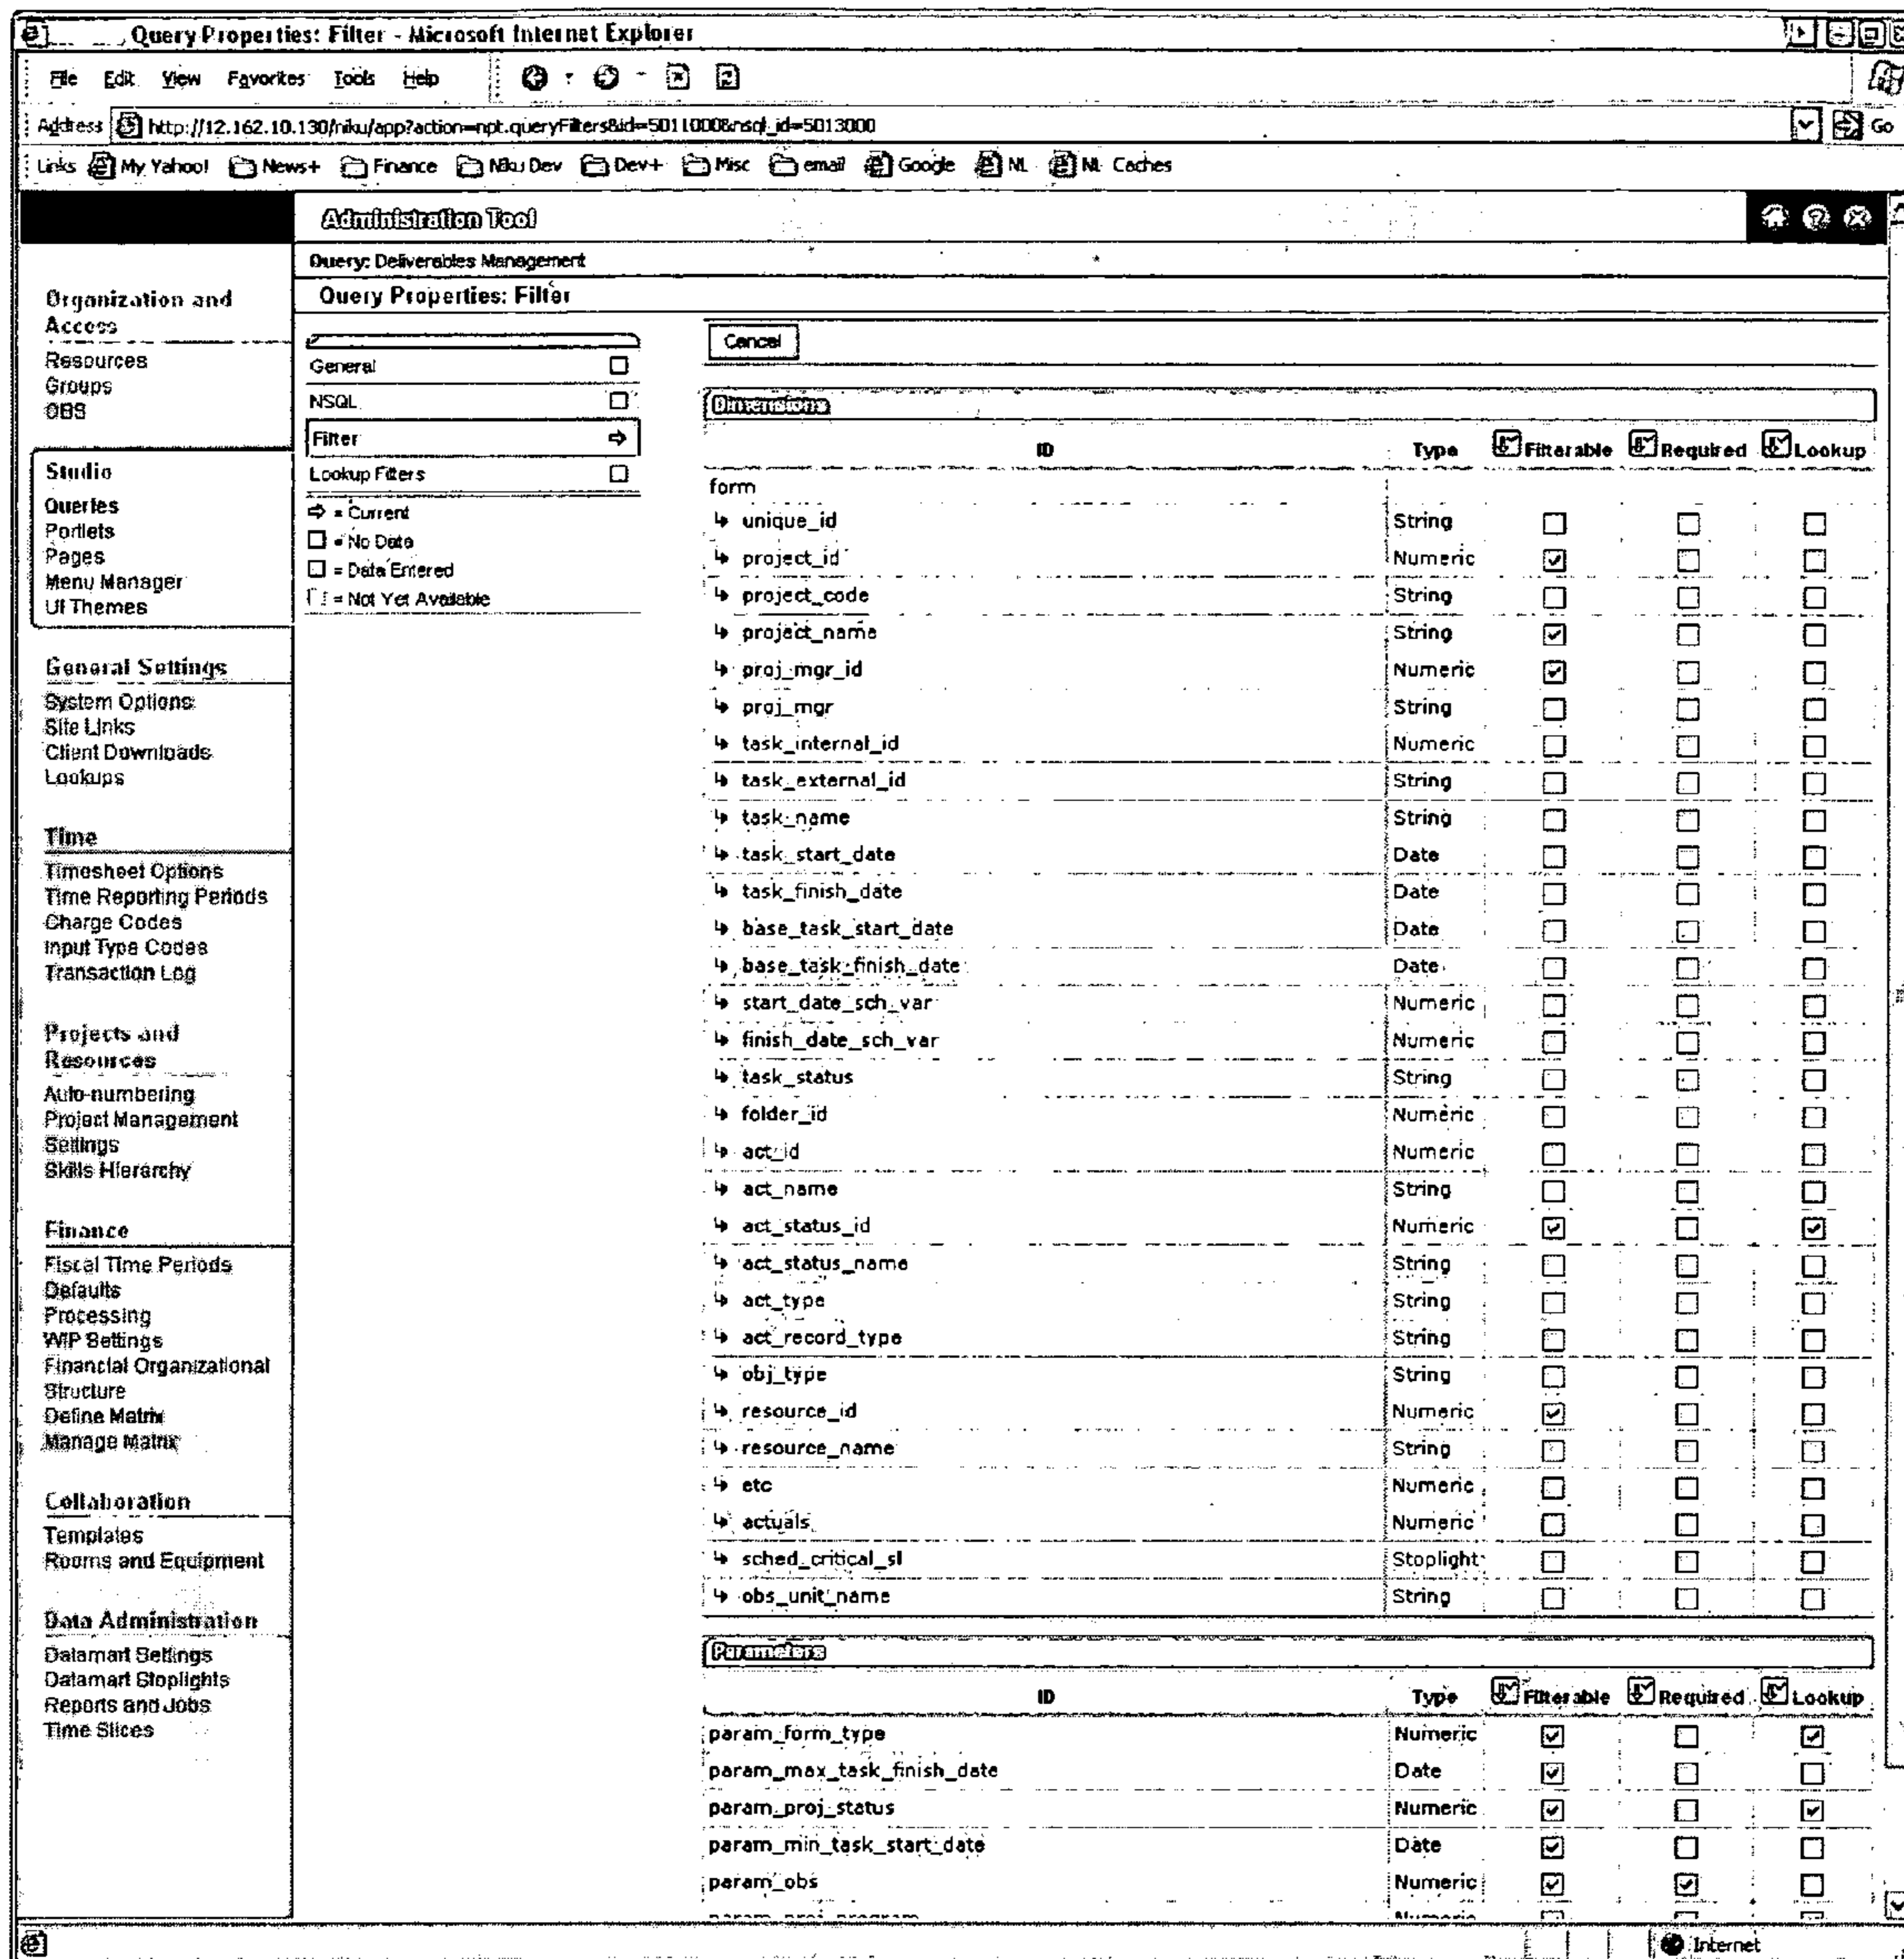 Query Properties: Filter - Microsoft Internet Explorer
File Edit View Favorites Tools Help
Address http://12.162.10.130/niku/app?action=npt.queryFilters&id=5011000&nsql_id=5013000 Go
Links My Yahoo! News+ Finance Niku Dev Dev+ Misc email Google NL NL Caches
Administration Tool
Query: Deliverables Management
Query Properties: Filter
Organization and
Access
Resources
Groups
OBS
Studio
Queries
Portlets
Pages
Menu Manager
UI Themes
General Settings
System Options
Site Links
Client Downloads
Lookups
Time
Timesheet Options
Time Reporting Periods
Charge Codes
Input Type Codes
Transaction Log
Projects and
Resources
Auto-numbering
Project Management
Settings
Skills Hierarchy
Finance
Fiscal Time Periods
Defaults
Processing
WIP Settings
Financial Organizational
Structure
Define Matrix
Manage Matrix
Collaboration
Templates
Rooms and Equipment
Data Administration
Datamart Settings
Datamart Stoplights
Reports and Jobs
Time Slices
General
NSQL
Filter
Lookup Filters
= Current
= No Data
= Data Entered
= Not Yet Available
Cancel
Dimensions
ID Type Filterable Required Lookup
form
unique_id String
project_id Numeric
project_code String
project_name String
proj_mgr_id Numeric
proj_mgr String
task_internal_id Numeric
task_external_id String
task_name String
task_start_date Date
task_finish_date Date
base_task_start_date Date
base_task_finish_date Date
start_date_sch_var Numeric
finish_date_sch_var Numeric
task_status String
folder_id Numeric
act_id Numeric
act_name String
act_status_id Numeric
act_status_name String
act_type String
act_record_type String
obj_type String
resource_id Numeric
resource_name String
etc Numeric
actuals Numeric
sched_critical_sl Stoplight
obs_unit_name String
Parameters
ID Type Filterable Required Lookup
param_form_type Numeric
param_max_task_finish_date Date
param_proj_status Numeric
param_min_task_start_date Date
param_obs Numeric
param_proj_program Numeric
Internet